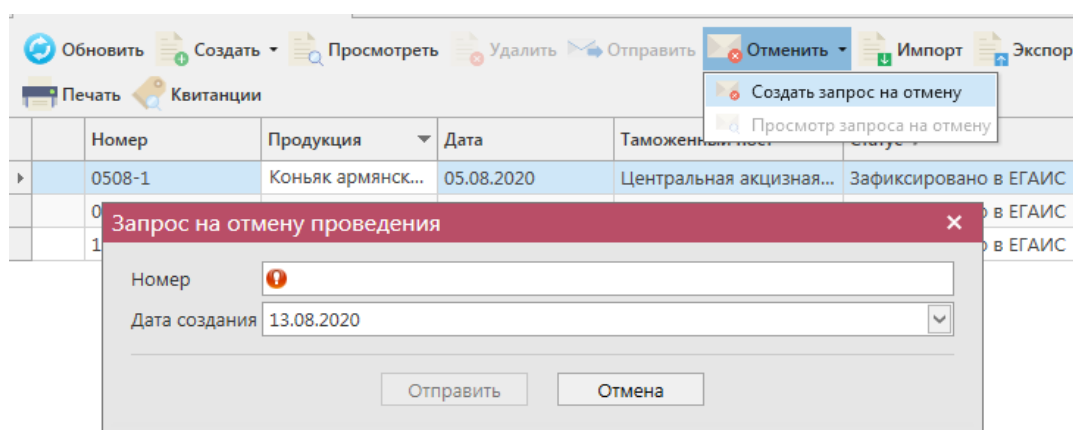 Обновить Создать Просмотреть Удалить Отправить Отменить Импорт Экспор
Печать Квитанции
Создать запрос на отмену
Просмотр запроса на отмену
Номер Продукция Дата
0508-1 Коньяк армянск... 05.08.2020 Центральная акцизная... Зафиксировано в ЕГАИС
0 в ЕГАИС
1 в ЕГАИС
Запрос на отмену проведения
Номер
Дата создания 13.08.2020
Отправить Отмена